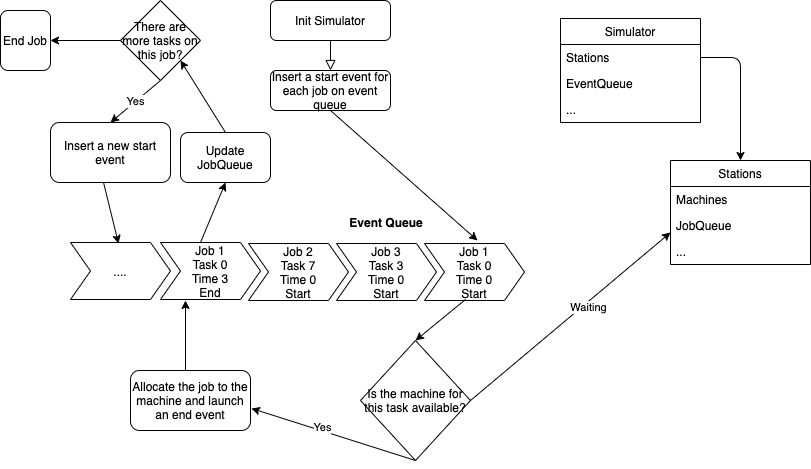 There are
more tasks on
this job?
End Job
Init Simulator
Simulator
Stations
EventQueue
...
Insert a start event for
each job on event
queue
Yes
Insert a new start
event
Update
JobQueue
Stations
Machines
JobQueue
...
Event Queue
....
Job 1
Task 0
Time 3
End
Job 2
Task 7
Time 0
Start
Job 3
Task 3
Time 0
Start
Job 1
Task 0
Time 0
Start
Waiting
Allocate the job to the
machine and launch
an end event
Is the machine for
this task available?
Yes